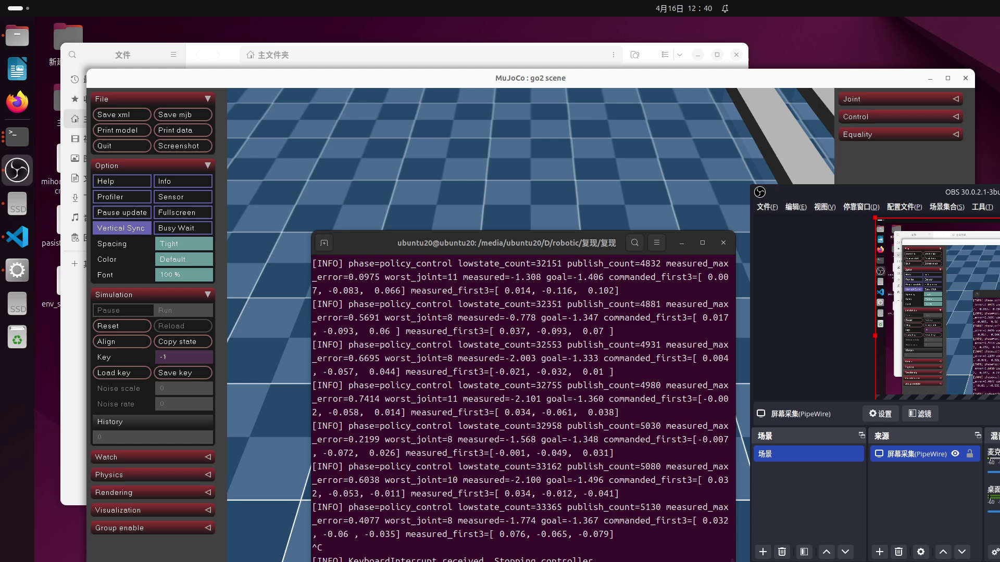 4月16日 12：40
新建
文件
主文件夹
MuJoCo : go2 scene
File
Save xml
Save mjb
Print model
Print data
Quit
Screenshot
Option
Help
Info
Profiler
Sensor
Pause update
Fullscreen
Vertical Sync
Busy Wait
Spacing
Tight
Color
Default
Font
100 %
Simulation
Pause
Run
Reset
Reload
Align
Copy state
Key
-1
Load key
Save key
Noise scale
0
Noise rate
0
History
0
Watch
Physics
Rendering
Visualization
Group enable
Joint
Control
Equality
SSD
SSD
mihor
cr
pasist
env_s
ubuntu20@ubuntu20: /media/ubuntu20/D/robotic/复现/复现
[INFO] phase=policy_control lowstate_count=32151 publish_count=4832 measured_max
_error=0.0975 worst_joint=11 measured=-1.308 goal=-1.406 commanded_first3=[ 0.00
7, -0.083,  0.066] measured_first3=[ 0.014, -0.116,  0.102]
[INFO] phase=policy_control lowstate_count=32351 publish_count=4881 measured_max
_error=0.5691 worst_joint=8 measured=-0.778 goal=-1.347 commanded_first3=[ 0.017
, -0.093,  0.06 ] measured_first3=[ 0.037, -0.093,  0.07 ]
[INFO] phase=policy_control lowstate_count=32553 publish_count=4931 measured_max
_error=0.6695 worst_joint=8 measured=-2.003 goal=-1.333 commanded_first3=[ 0.004
, -0.057,  0.044] measured_first3=[-0.021, -0.032,  0.01 ]
[INFO] phase=policy_control lowstate_count=32755 publish_count=4980 measured_max
_error=0.7414 worst_joint=11 measured=-2.101 goal=-1.360 commanded_first3=[-0.00
2, -0.058,  0.014] measured_first3=[ 0.034, -0.061,  0.038]
[INFO] phase=policy_control lowstate_count=32958 publish_count=5030 measured_max
_error=0.2199 worst_joint=8 measured=-1.568 goal=-1.348 commanded_first3=[-0.007
, -0.072,  0.026] measured_first3=[-0.001, -0.049,  0.031]
[INFO] phase=policy_control lowstate_count=33162 publish_count=5080 measured_max
_error=0.6038 worst_joint=10 measured=-2.100 goal=-1.496 commanded_first3=[ 0.03
2, -0.053, -0.011] measured_first3=[ 0.034, -0.012, -0.041]
[INFO] phase=policy_control lowstate_count=33365 publish_count=5130 measured_max
_error=0.4077 worst_joint=8 measured=-1.774 goal=-1.367 commanded_first3=[ 0.032
, -0.06 , -0.035] measured_first3=[ 0.076, -0.065, -0.079]
^C
[INFO] KeyboardInterrupt received. Stopping controller.
OBS 30.0.2.1-3bu
文件(F) 编辑(E) 视图(V) 停靠窗口(D) 配置文件(P) 场景集合(S) 工具(T)
屏幕采集(PipeWire)
设置
滤镜
场景
来源
混音
场景
屏幕采集(PipeWire)
麦克
-60
桌面
-60